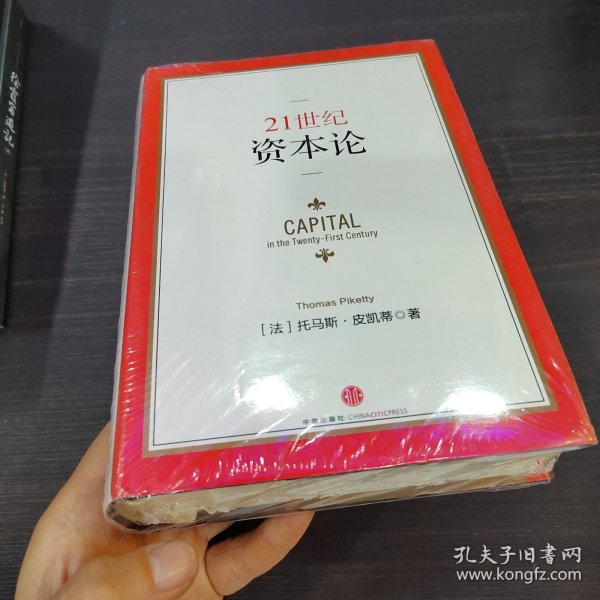 21世纪
资本论
CAPITAL
in the Twenty-First Century
Thomas Piketty
[法]托马斯·皮凯蒂◎著
中信出版社·CHINACITICPRESS
孔夫子旧书网
www.kongfz.com